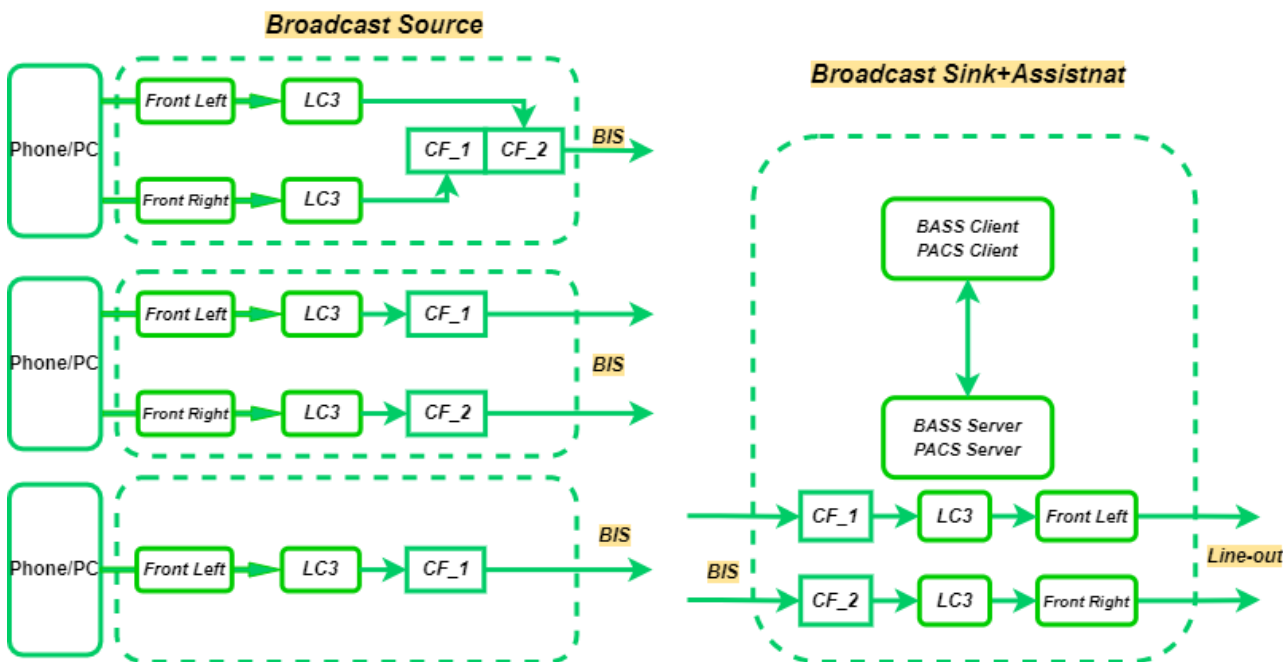 Broadcast Source
Phone/PC
Front Left
LC3
CF_1
CF_2
BIS
Front Right
LC3
Phone/PC
Front Left
LC3
CF_1
BIS
Front Right
LC3
CF_2
Phone/PC
Front Left
LC3
CF_1
BIS
Broadcast Sink+Assistnat
BASS Client
PACS Client
BASS Server
PACS Server
CF_1
LC3
Front Left
BIS
Line-out
CF_2
LC3
Front Right